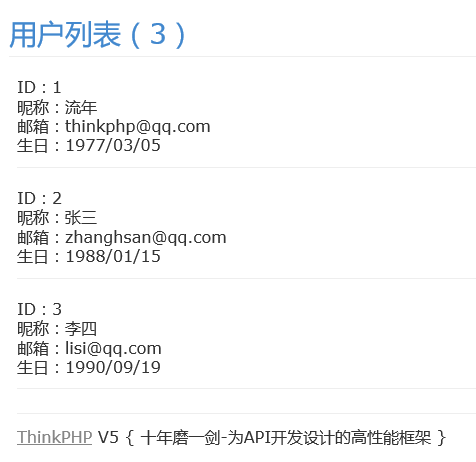 用户列表（3）
ID：1
昵称：流年
邮箱：thinkphp@qq.com
生日：1977/03/05
ID：2
昵称：张三
邮箱：zhanghsan@qq.com
生日：1988/01/15
ID：3
昵称：李四
邮箱：lisi@qq.com
生日：1990/09/19
ThinkPHP V5 { 十年磨一剑-为API开发设计的高性能框架 }